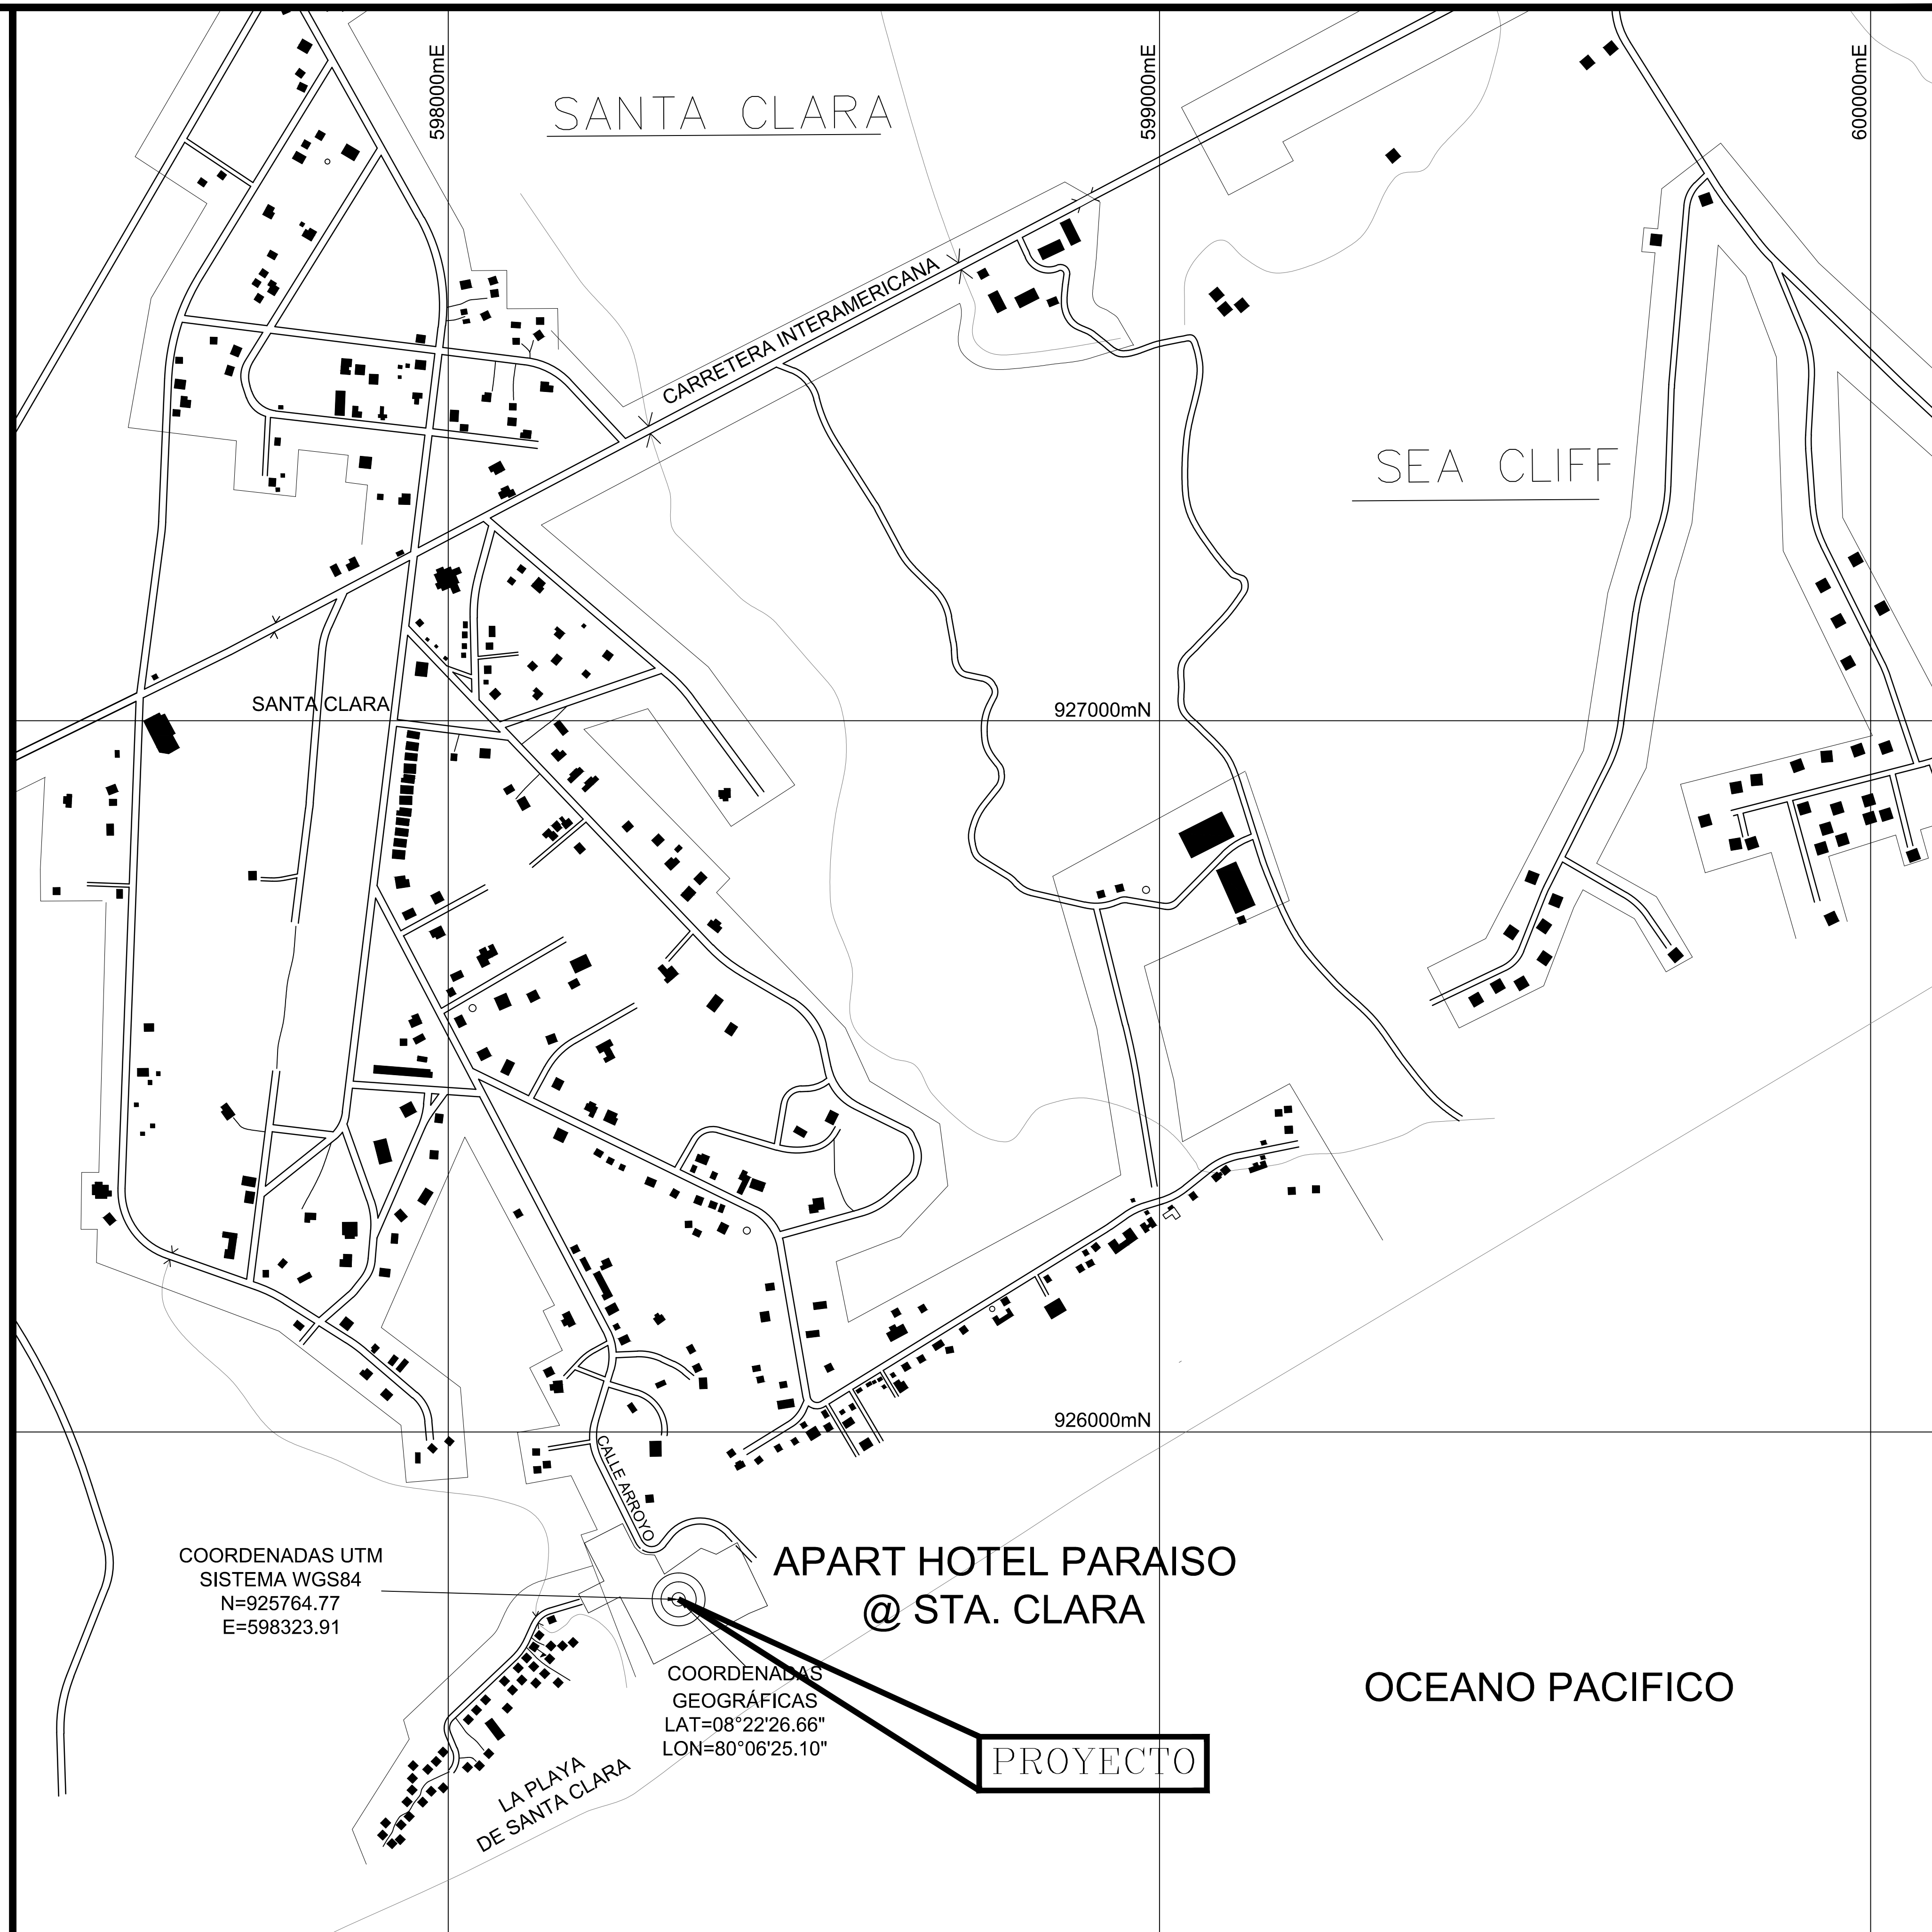 598000mE
599000mE
600000mE
SANTA CLARA
CARRETERA INTERAMERICANA
SEA CLIFF
SANTA CLARA
927000mN
926000mN
CALLE ARROYO
COORDENADAS UTM
SISTEMA WGS84
N=925764.77
E=598323.91
APART HOTEL PARAISO
@ STA. CLARA
COORDENADAS
GEOGRÁFICAS
LAT=08°22'26.66"
LON=80°06'25.10"
OCEANO PACIFICO
PROYECTO
LA PLAYA
DE SANTA CLARA